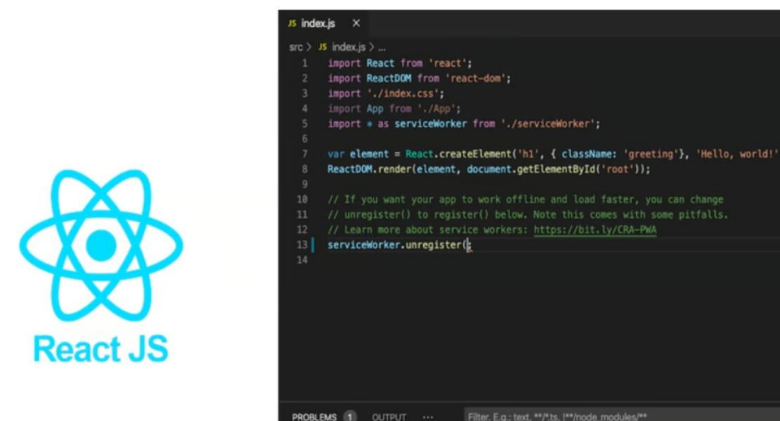 JS index.js ×
src > JS index.js > ...
1 import React from 'react';
2 import ReactDOM from 'react-dom';
3 import './index.css';
4 import App from './App';
5 import * as serviceWorker from './serviceWorker';
6
7 var element = React.createElement('h1', { className: 'greeting'}, 'Hello, world!'
8 ReactDOM.render(element, document.getElementById('root'));
9
10 // If you want your app to work offline and load faster, you can change
11 // unregister() to register() below. Note this comes with some pitfalls.
12 // Learn more about service workers: https://bit.ly/CRA-PWA
13 serviceWorker.unregister(;
14
React JS
PROBLEMS 1 OUTPUT ... Filter. E.g.: text, **/*.ts, !**/node_modules/**